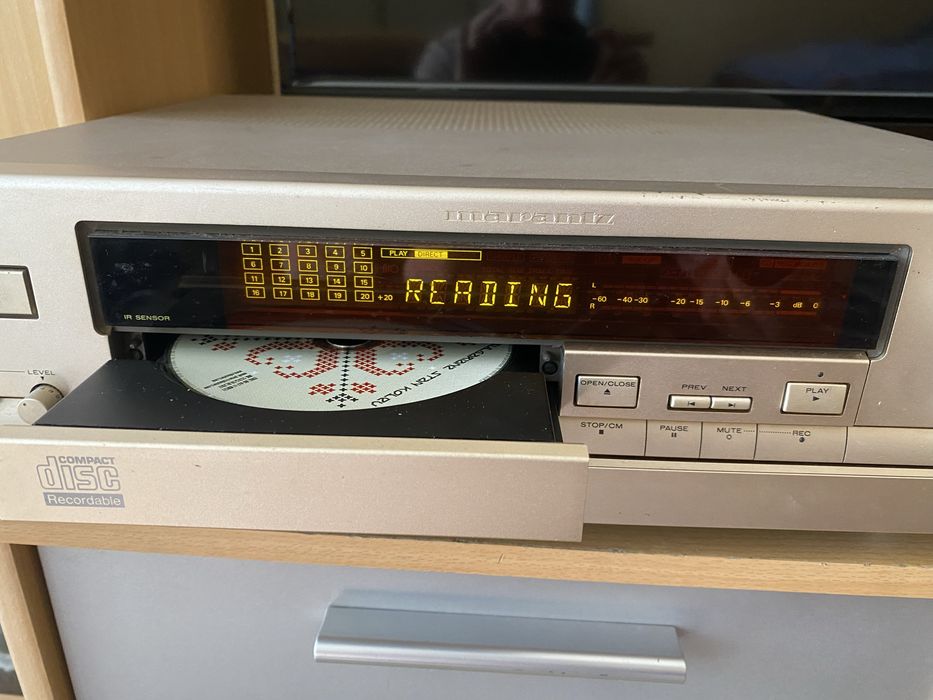 marantz
1 2 3 4 5
PLAY DIRECT
6 7 8 9 10
11 12 13 14 15
16 17 18 19 20 +20
READING
L
-60 -40 -30 -20 -15 -10 -6 -3 dB 0
R
IR SENSOR
LEVEL
OPEN/CLOSE
PREV NEXT
PLAY
STOP/CM
PAUSE
MUTE
REC
COMPACT
disc
Recordable